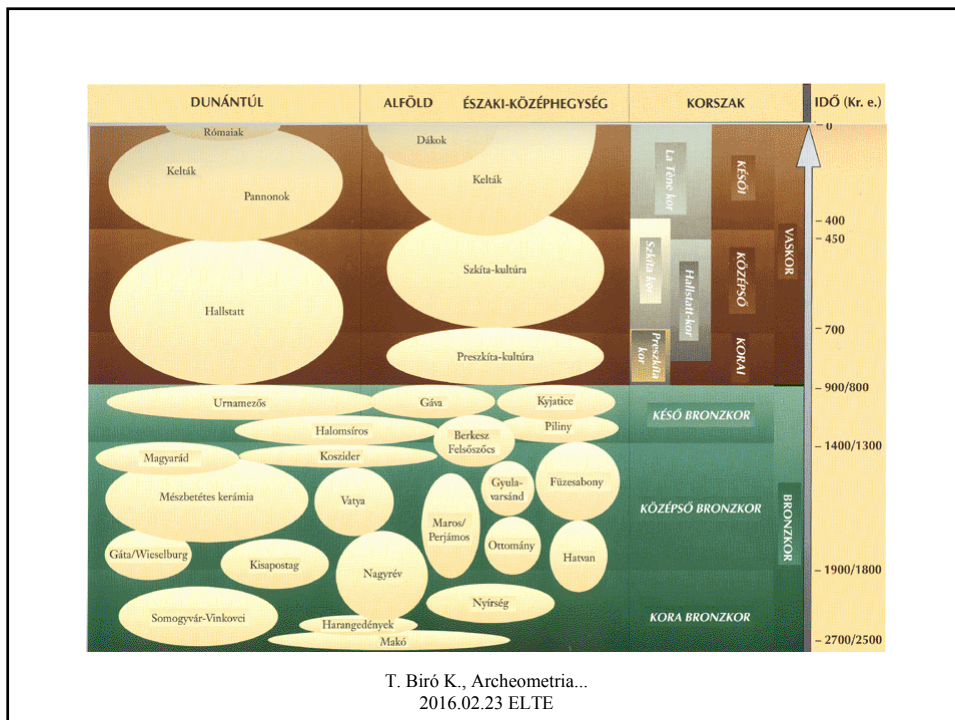 DUNÁNTÚL ALFÖLD ÉSZAKI-KÖZÉPHEGYSÉG KORSZAK IDŐ (Kr. e.)
Rómaiak
Kelták
Pannonok
Dákok
Kelták
La Tène kor
KÉSŐI
0
400
450
VASKOR
Hallstatt
Szkíta-kultúra
Szkíta kor
Hallstatt-kor
KÖZÉPSŐ
700
Preszkíta-kultúra
Preszkíta
kor
KORAI
900/800
Urnamezős
Gáva
Kyjatice
KÉSŐ BRONZKOR
Halomsíros
Berkesz
Felsőszőcs
Piliny
1400/1300
Magyarád
Koszider
Mészbetétes kerámia
Vatya
Gyula-
varsánd
Füzesabony
KÖZÉPSŐ BRONZKOR
BRONZKOR
Maros/
Perjámos
Ottomány
Hatvan
Gáta/Wieselburg
Kisapostag
Nagyrév
1900/1800
Nyírség
Somogyvár-Vinkovci
Harangedények
KORA BRONZKOR
Makó
2700/2500
T. Biró K., Archeometria...
2016.02.23 ELTE